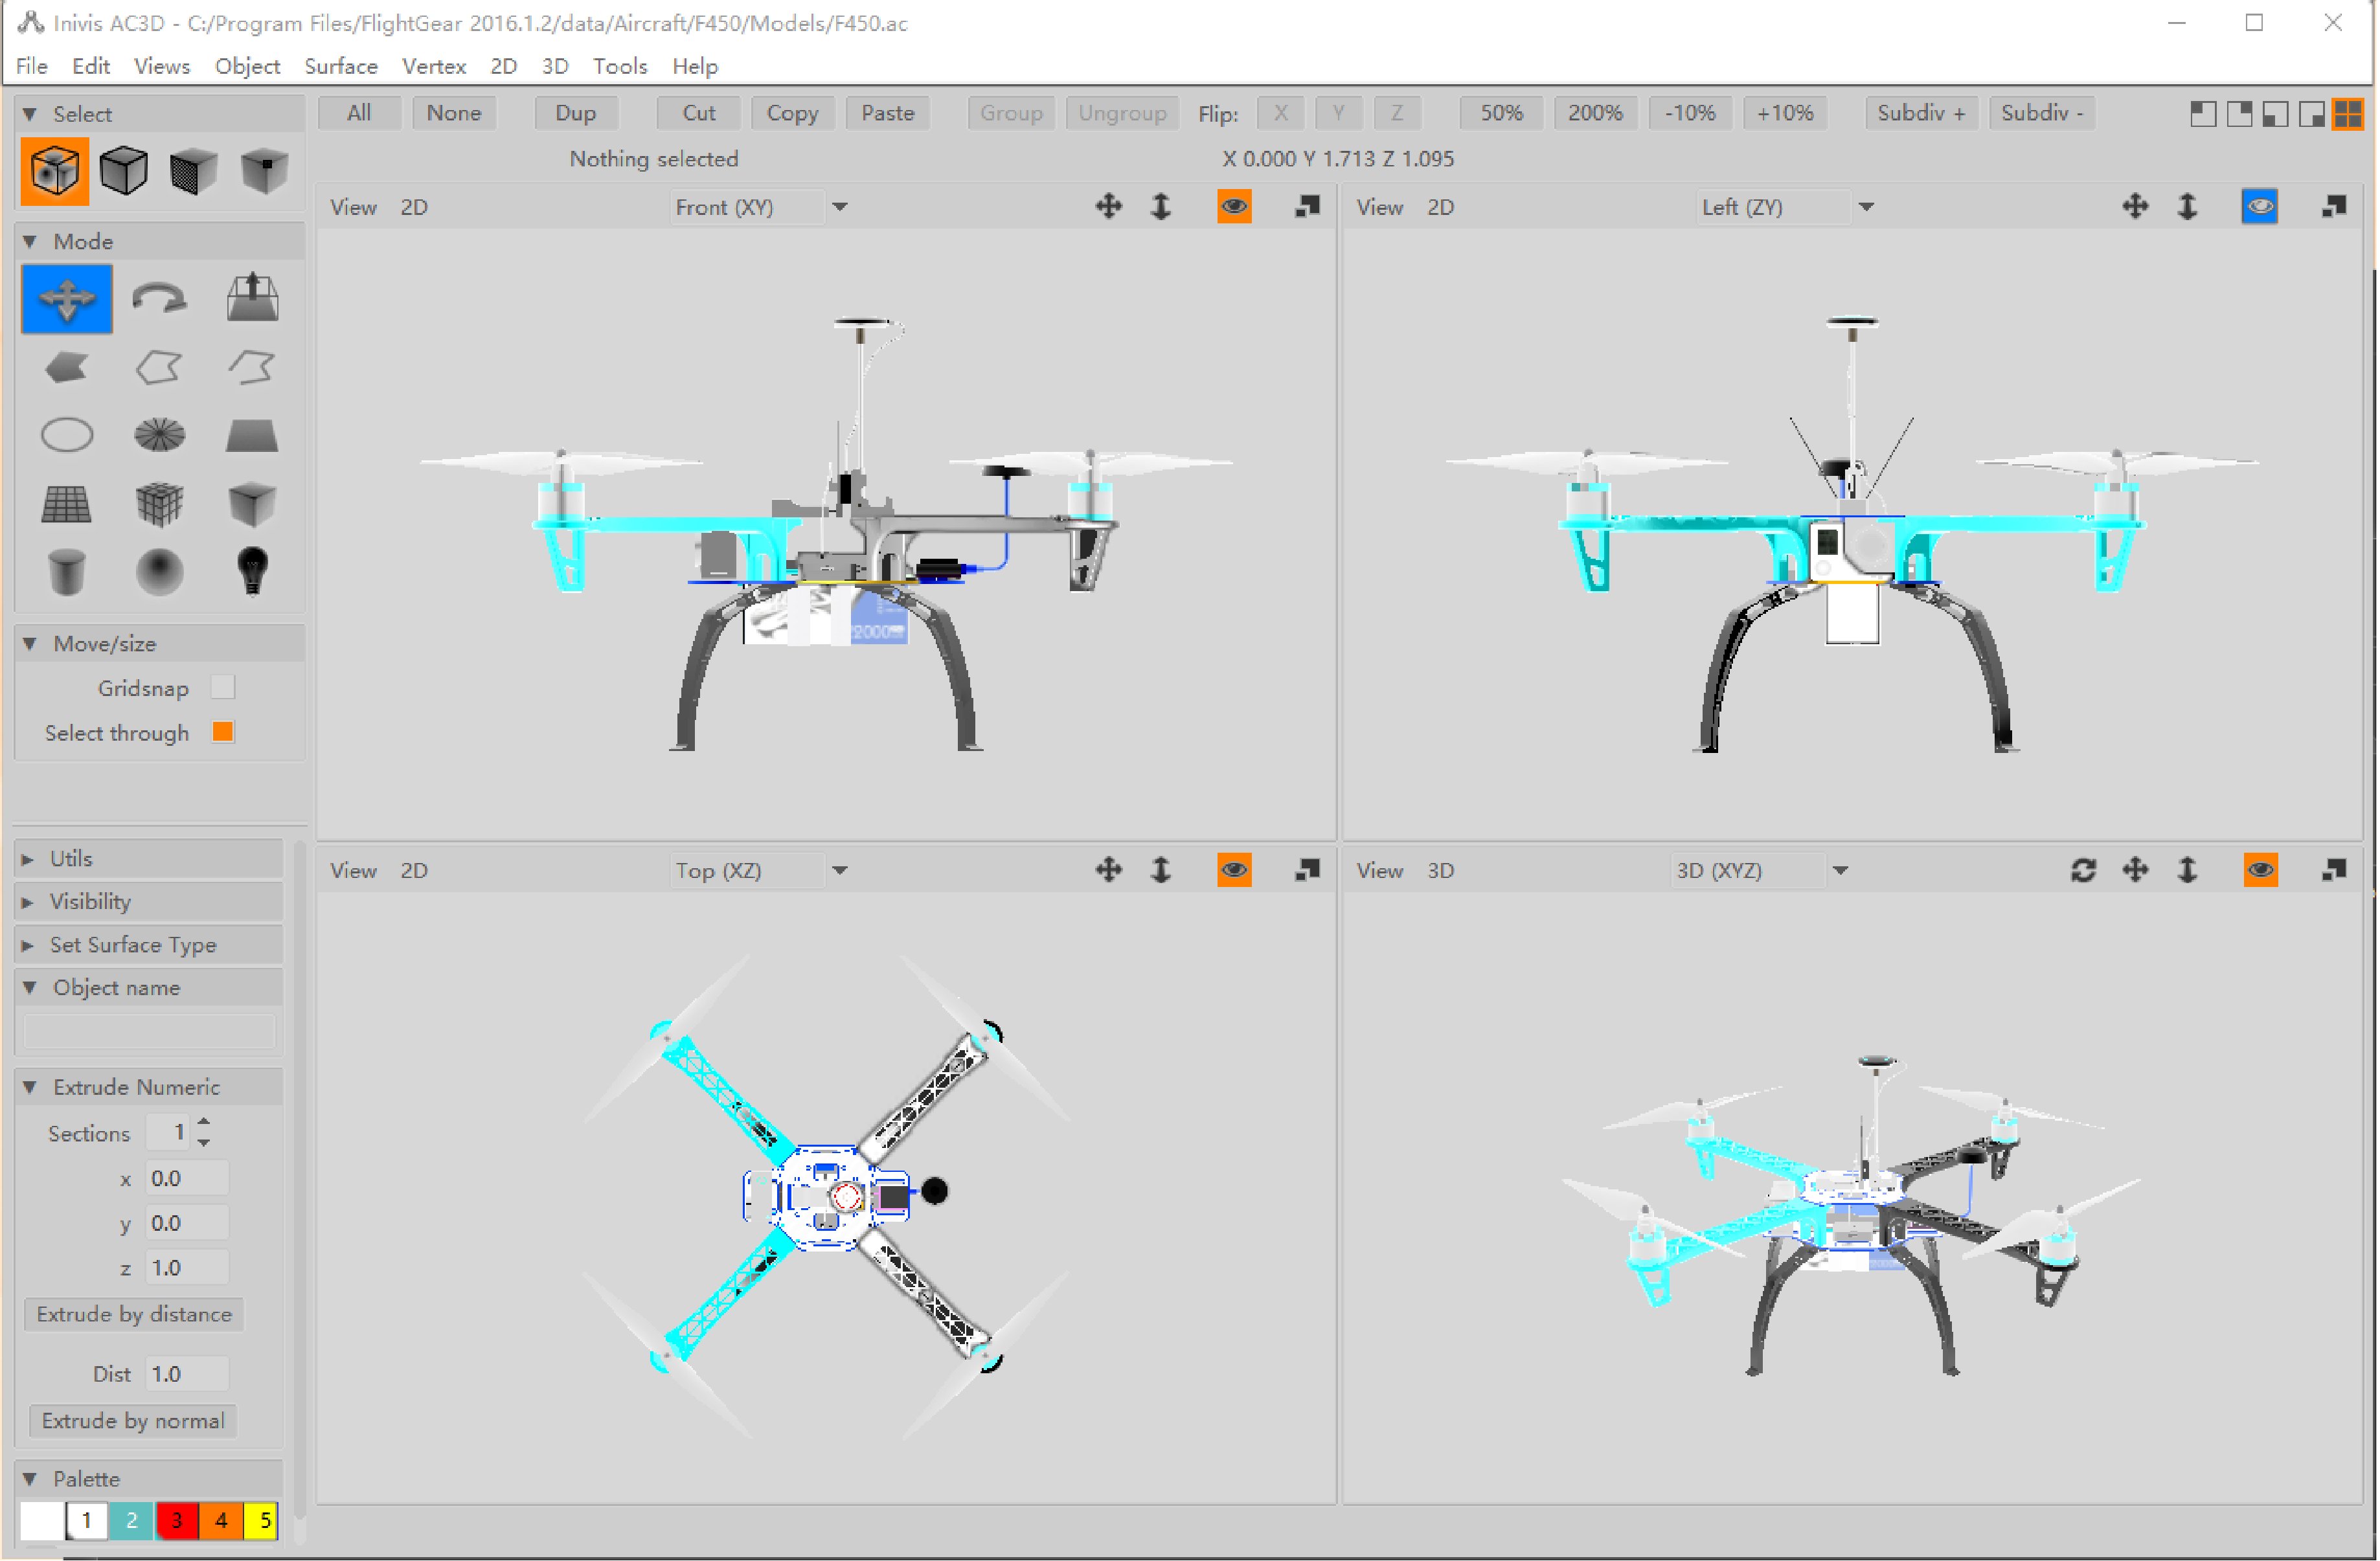 Inivis AC3D - C:/Program Files/FlightGear 2016.1.2/data/Aircraft/F450/Models/F450.ac
File Edit Views Object Surface Vertex 2D 3D Tools Help
Select
All None Dup Cut Copy Paste Group Ungroup Flip: X Y Z 50% 200% -10% +10% Subdiv + Subdiv -
Nothing selected X 0.000 Y 1.713 Z 1.095
View 2D Front (XY)
View 2D Left (ZY)
Mode
Move/size
Gridsnap
Select through
Utils
Visibility
Set Surface Type
Object name
Extrude Numeric
Sections 1
x 0.0
y 0.0
z 1.0
Extrude by distance
Dist 1.0
Extrude by normal
Palette
1 2 3 4 5
View 2D Top (XZ)
View 3D 3D (XYZ)